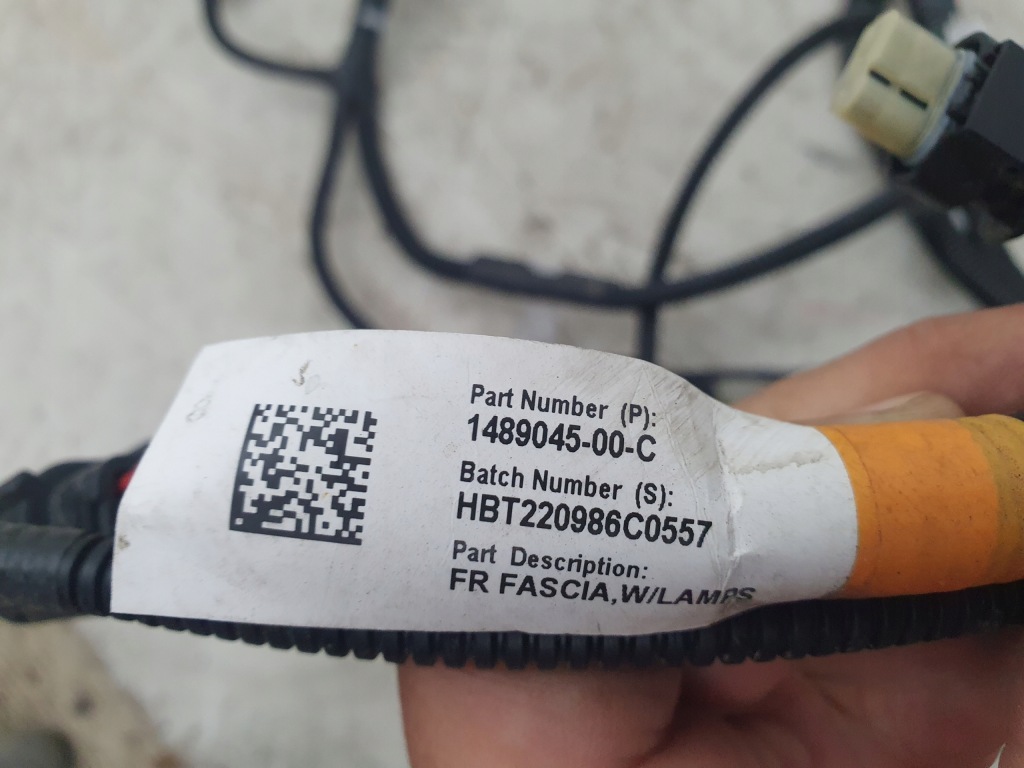 Part Number (P):
1489045-00-C
Batch Number (S):
HBT220986C0557
Part Description:
FR FASCIA,W/LAMPS